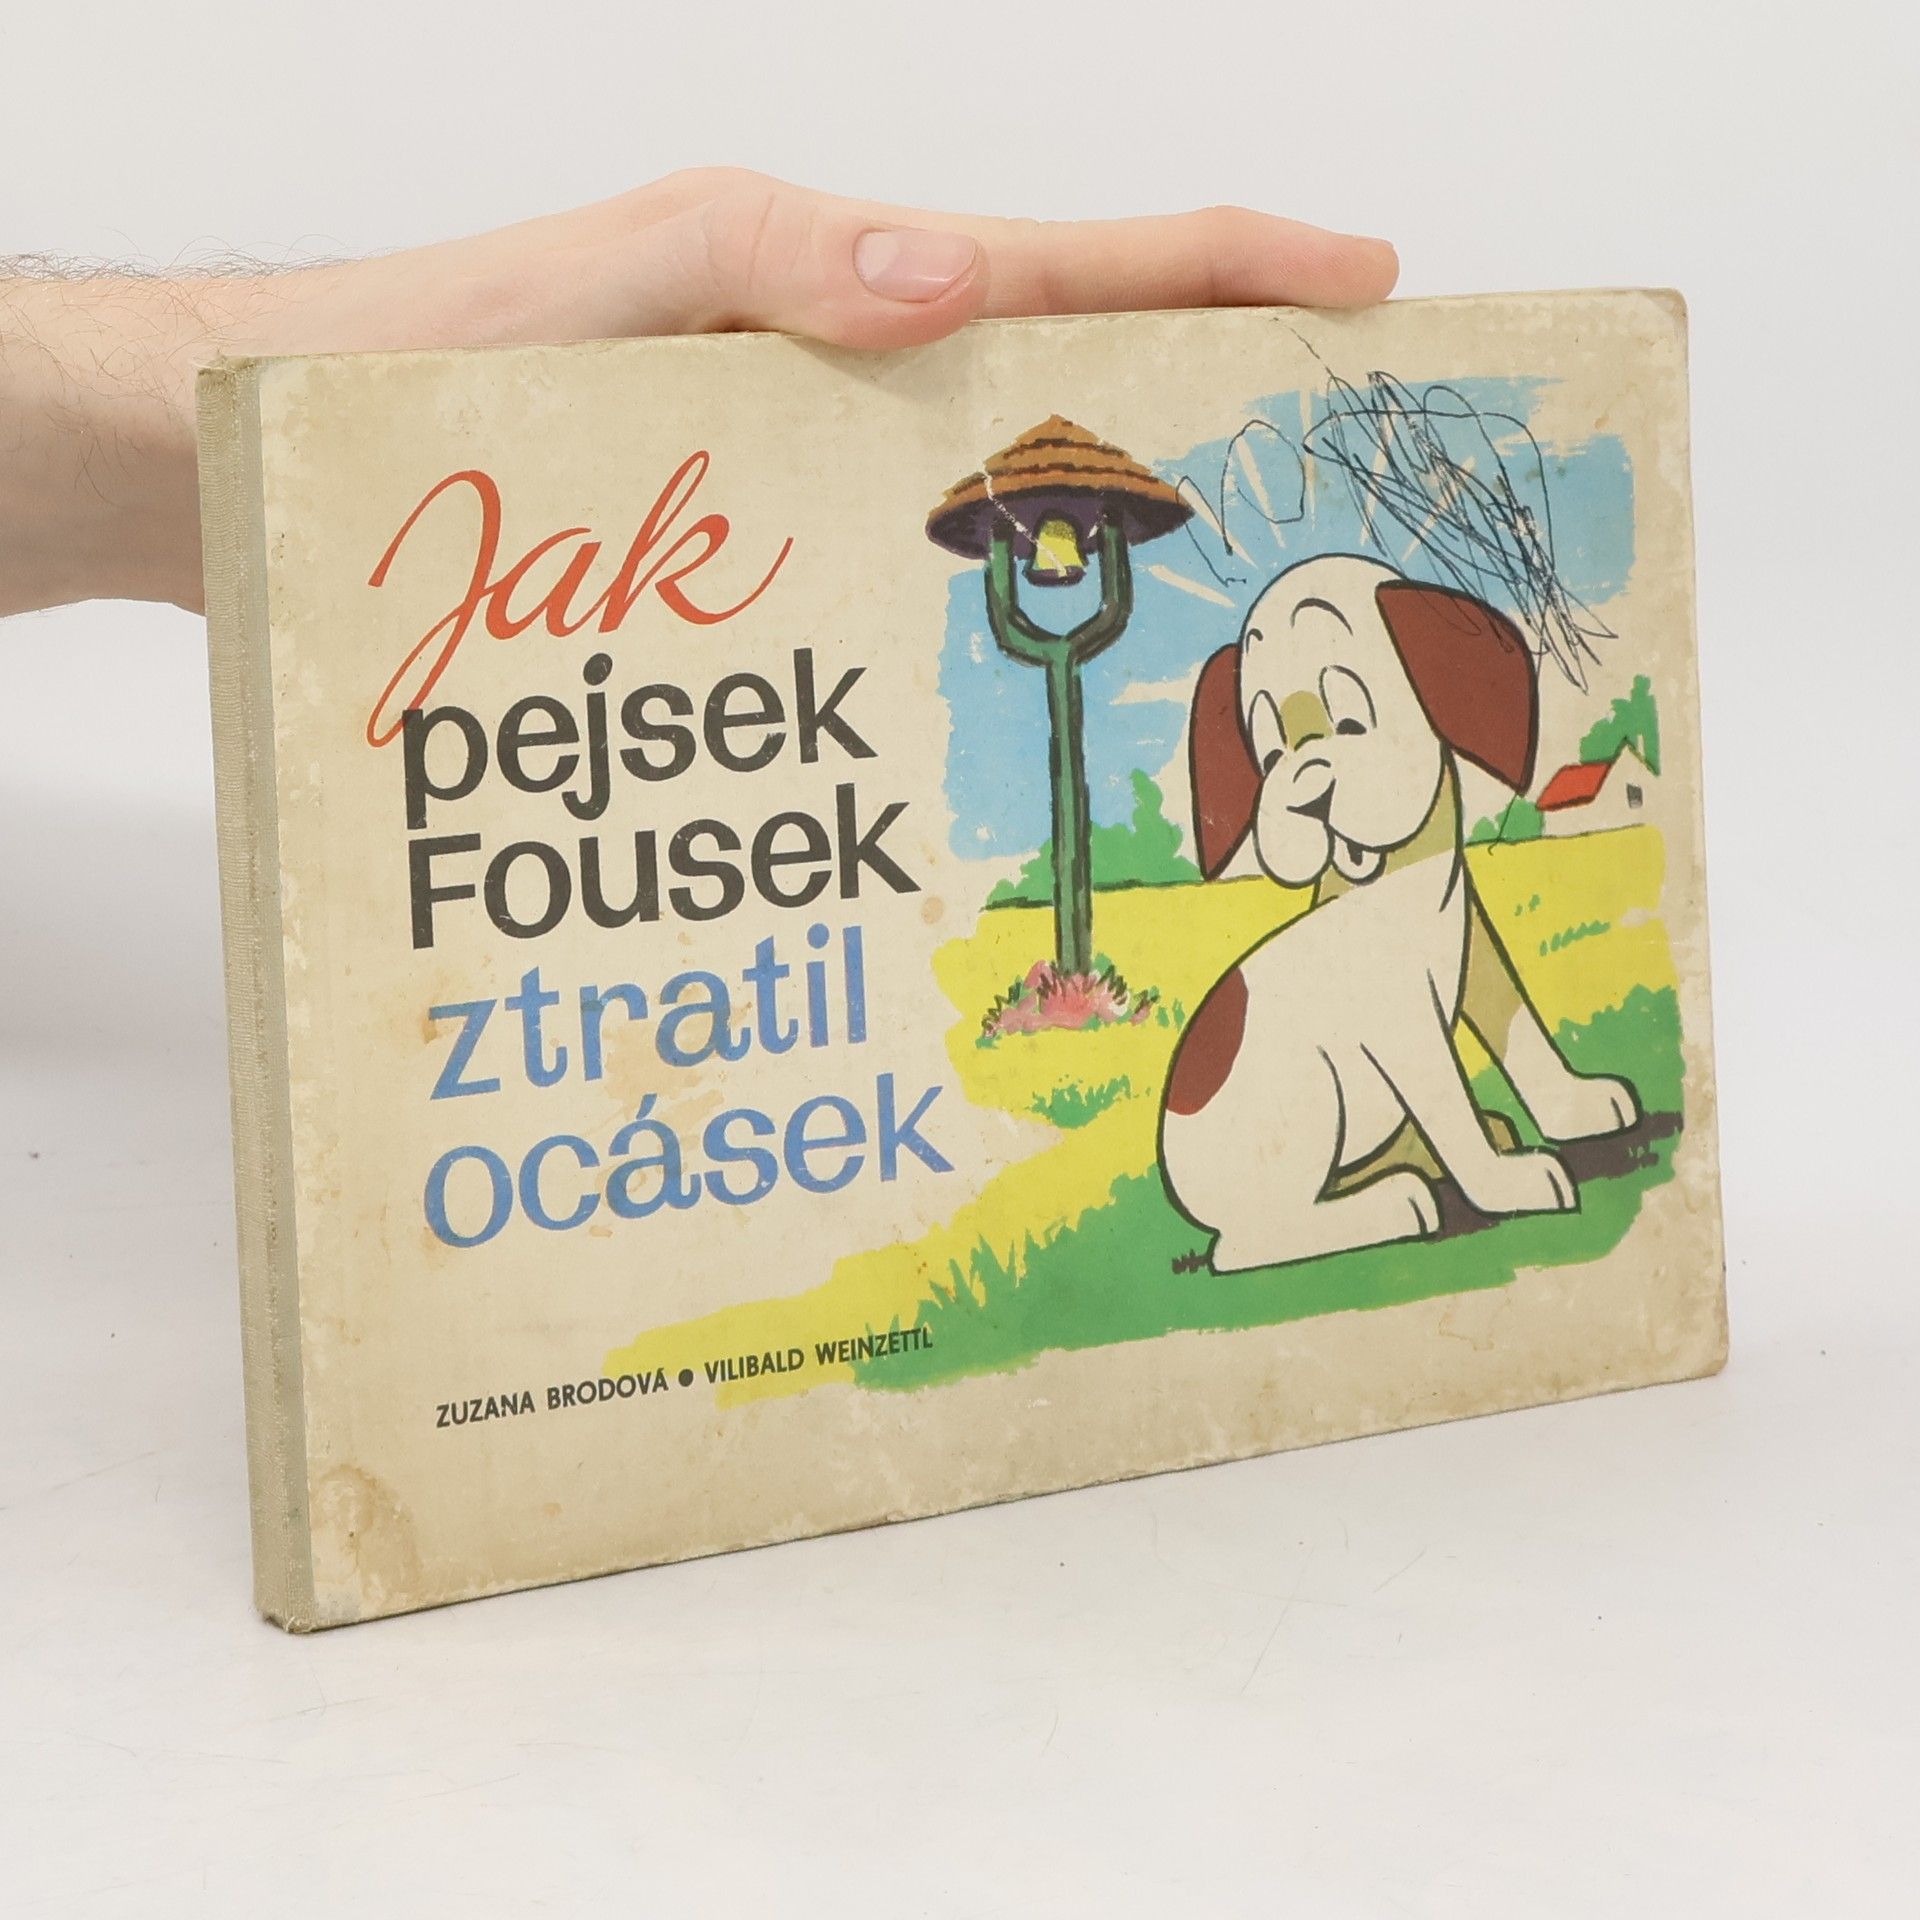 Jak
pejsek
Fousek
ztratil
ocásek
ZUZANA BRODOVÁ • VILIBALD WEINZETTL